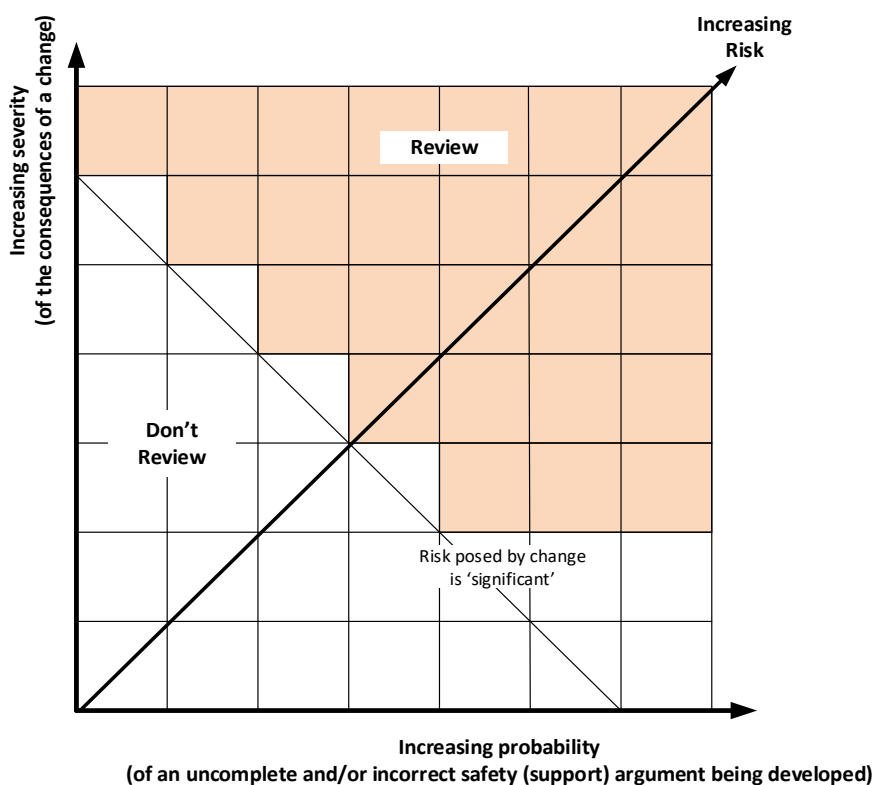 Increasing
Risk
Increasing severity
(of the consequences of a change)
Review
Don’t
Review
Risk posed by change
is ‘significant’
Increasing probability
(of an uncomplete and/or incorrect safety (support) argument being developed)